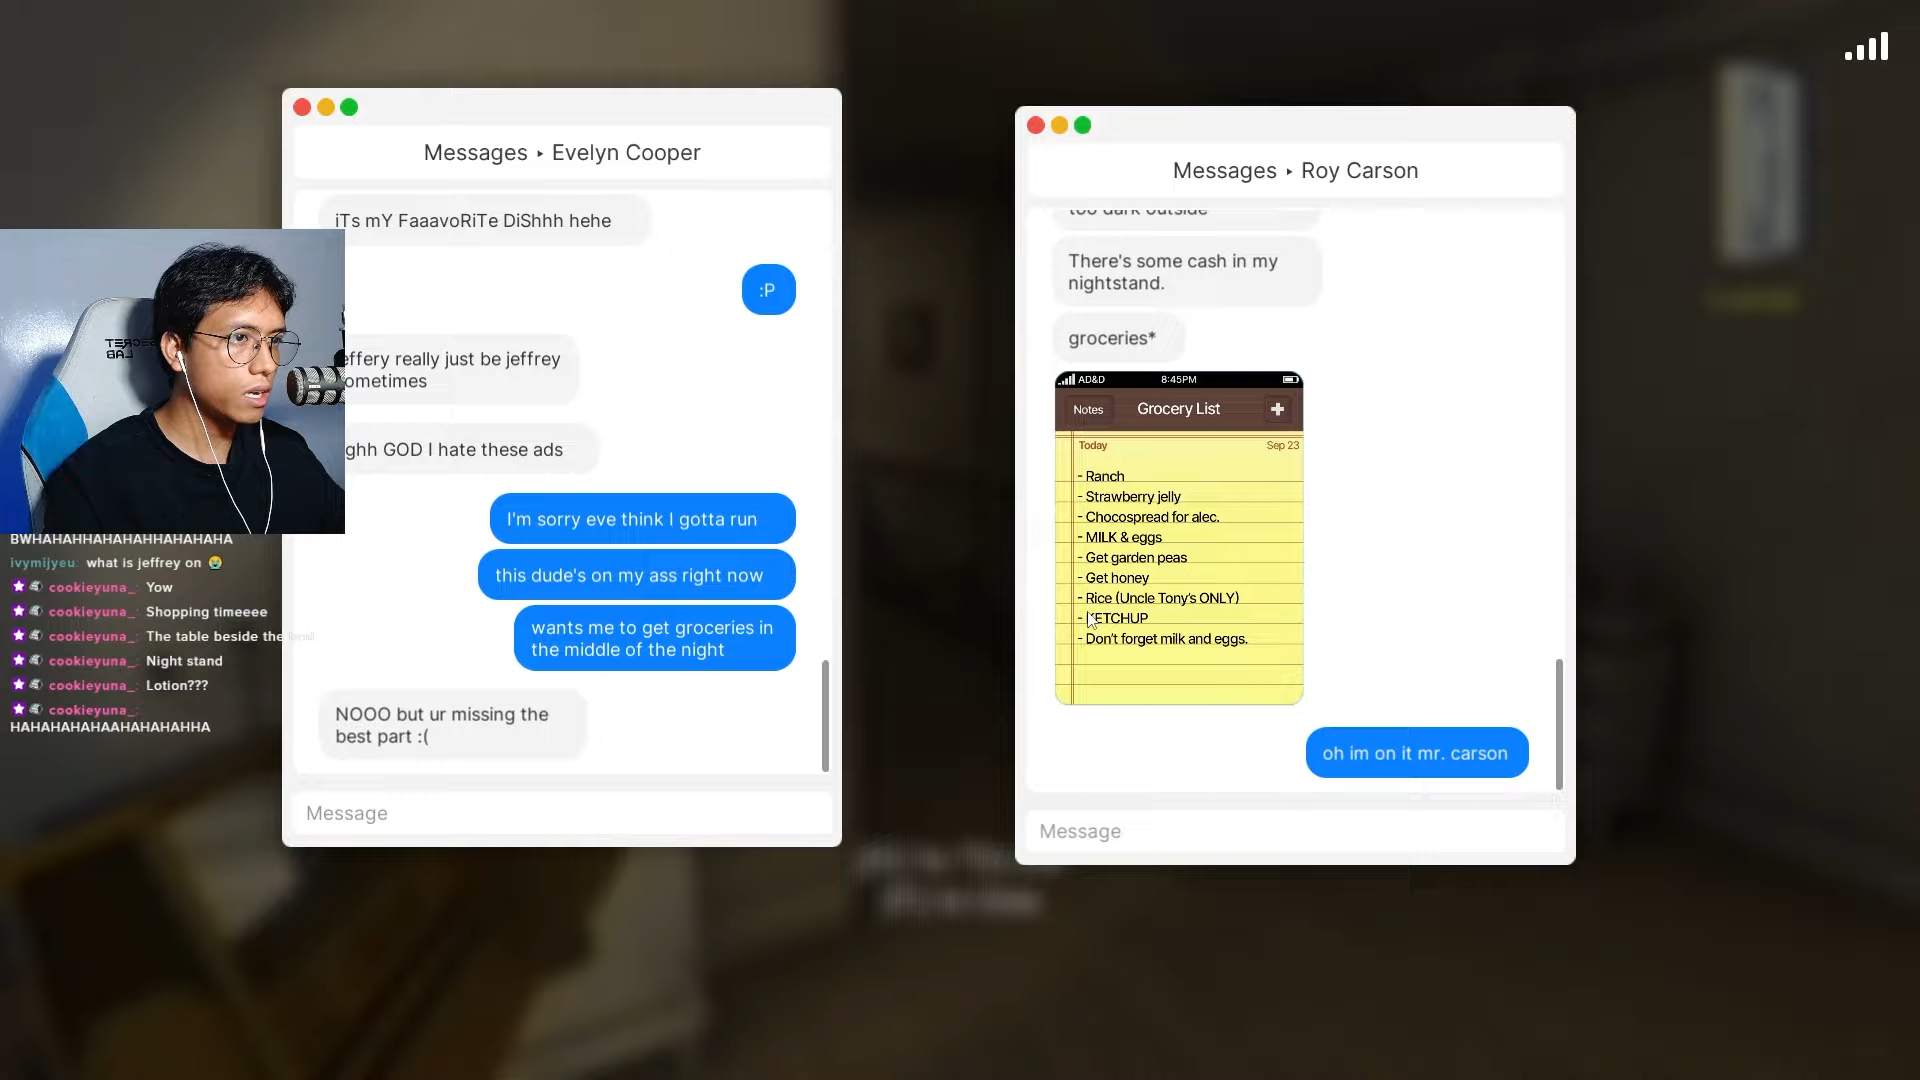 Messages ▸ Evelyn Cooper
iTs mY FaaavoRiTe DiShhh hehe
:P
effery really just be jeffrey
ometimes
ghh GOD I hate these ads
I'm sorry eve think I gotta run
this dude's on my ass right now
wants me to get groceries in
the middle of the night
NOOO but ur missing the
best part :(
Message
Messages ▸ Roy Carson
too dark outside
There's some cash in my
nightstand.
groceries*
AD&D 8:45PM
Notes Grocery List
Today Sep 23
- Ranch
- Strawberry jelly
- Chocospread for alec.
- MILK & eggs
- Get garden peas
- Get honey
- Rice (Uncle Tony's ONLY)
- KETCHUP
- Don't forget milk and eggs.
oh im on it mr. carson
Message
SECRET
LAB
BWHAHAHHAHAHAHHAHAHAHA
ivymijyeu: what is jeffrey on
cookieyuna_: Yow
cookieyuna_: Shopping timeeee
cookieyuna_: The table beside the
cookieyuna_: Night stand
cookieyuna_: Lotion???
cookieyuna_:
HAHAHAHAHAAHAHAHAHHA